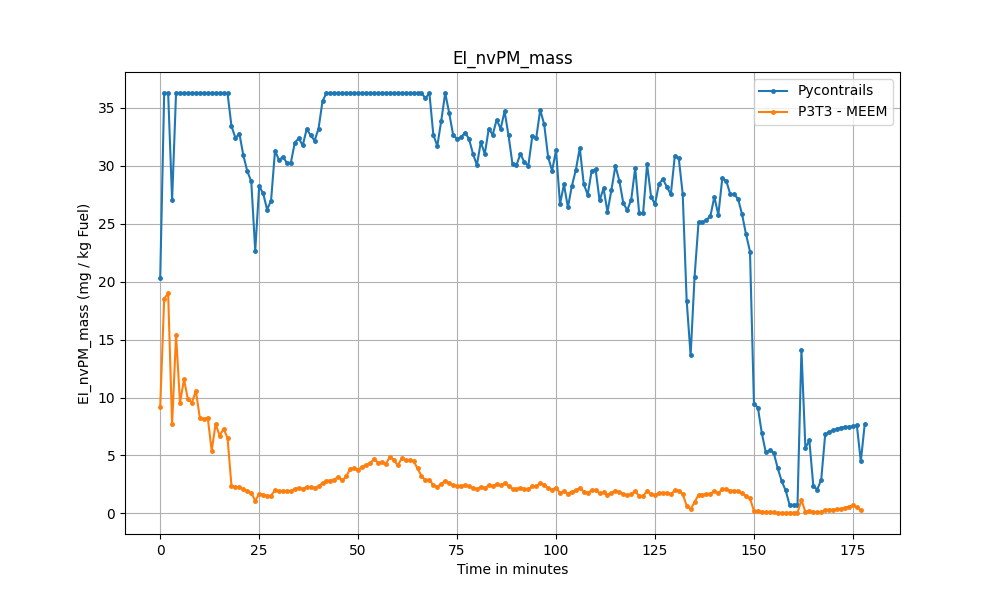 EI_nvPM_mass
Pycontrails
P3T3 - MEEM
EI_nvPM_mass (mg / kg Fuel)
35
30
25
20
15
10
5
0
0 25 50 75 100 125 150 175
Time in minutes